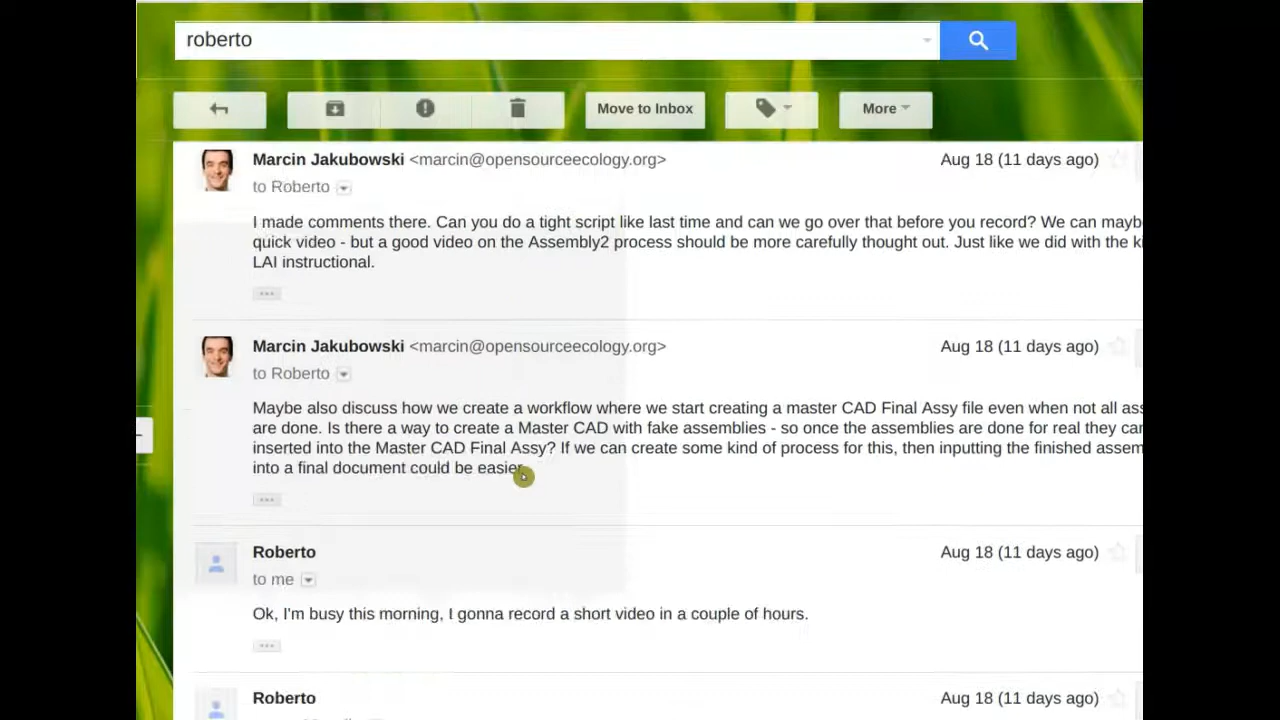 roberto
Move to Inbox
More
Marcin Jakubowski <marcin@opensourceecology.org>
Aug 18 (11 days ago)
to Roberto
I made comments there. Can you do a tight script like last time and can we go over that before you record? We can
quick video - but a good video on the Assembly2 process should be more carefully thought out. Just like we did with the
LAI instructional.
Marcin Jakubowski <marcin@opensourceecology.org>
Aug 18 (11 days ago)
to Roberto
Maybe also discuss how we create a workflow where we start creating a master CAD Final Assy file even when not all
are done. Is there a way to create a Master CAD with fake assemblies - so once the assemblies are done for real they
inserted into the Master CAD Final Assy? If we can create some kind of process for this, then inputting the finished
into a final document could be easier.
Roberto
Aug 18 (11 days ago)
to me
Ok, I'm busy this morning, I gonna record a short video in a couple of hours.
Roberto
Aug 18 (11 days ago)